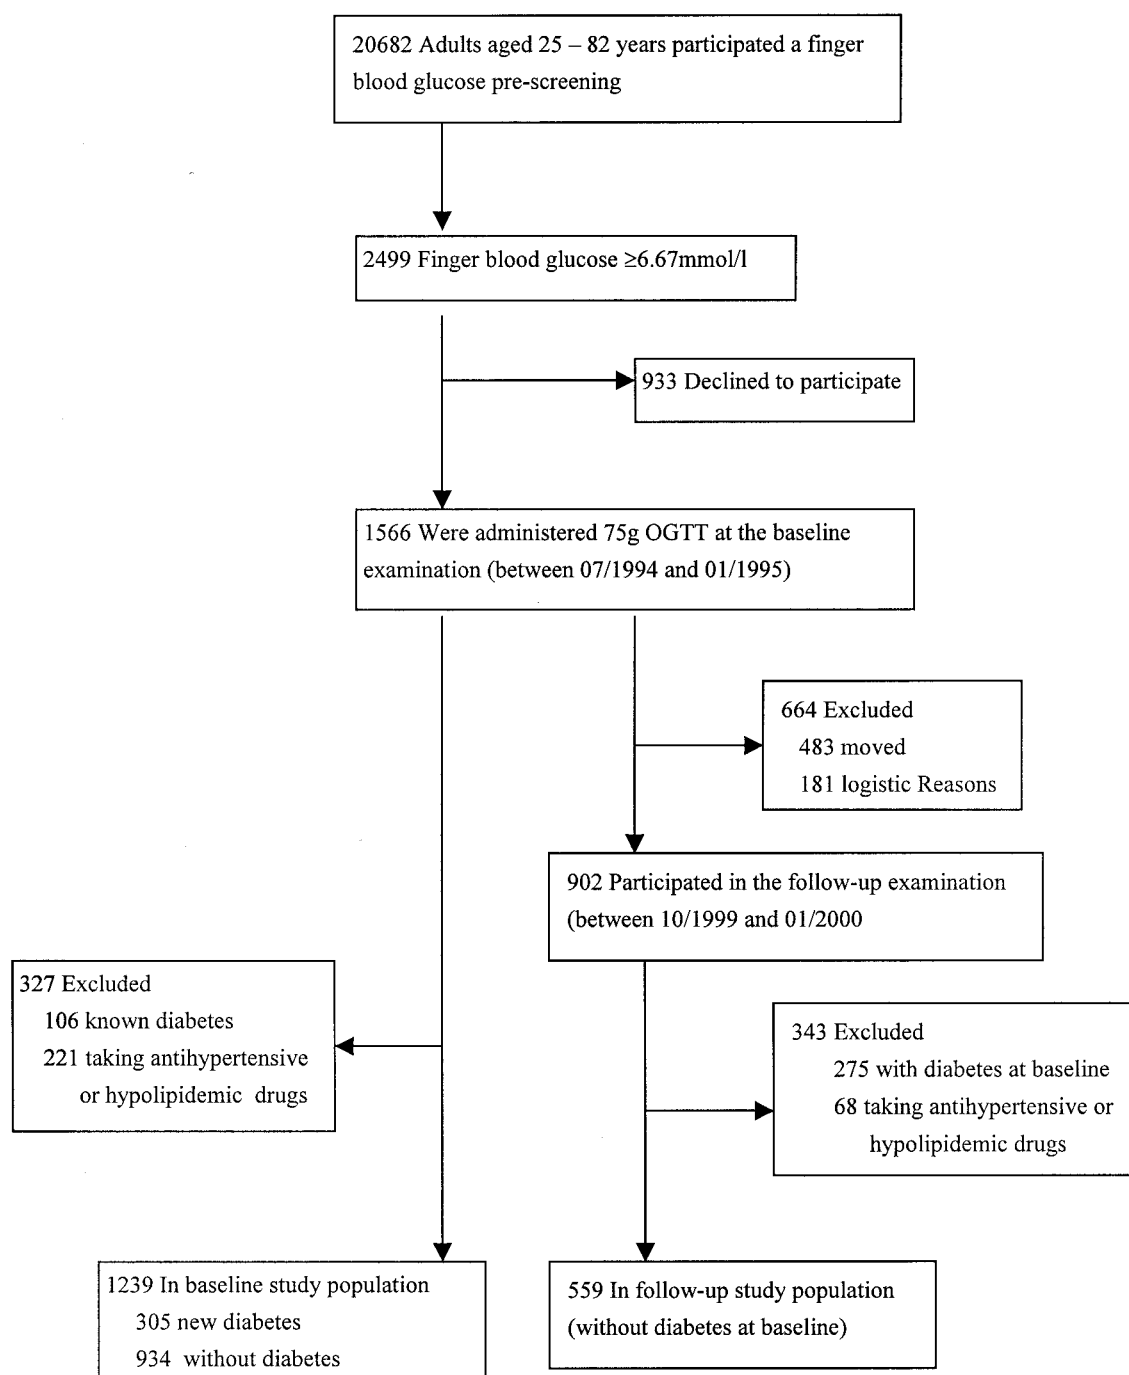 20682 Adults aged 25 – 82 years participated a finger
blood glucose pre-screening
2499 Finger blood glucose ≥6.67mmol/l
933 Declined to participate
1566 Were administered 75g OGTT at the baseline
examination (between 07/1994 and 01/1995)
664 Excluded
483 moved
181 logistic Reasons
902 Participated in the follow-up examination
(between 10/1999 and 01/2000
327 Excluded
106 known diabetes
221 taking antihypertensive
or hypolipidemic drugs
343 Excluded
275 with diabetes at baseline
68 taking antihypertensive or
hypolipidemic drugs
1239 In baseline study population
305 new diabetes
934 without diabetes
559 In follow-up study population
(without diabetes at baseline)